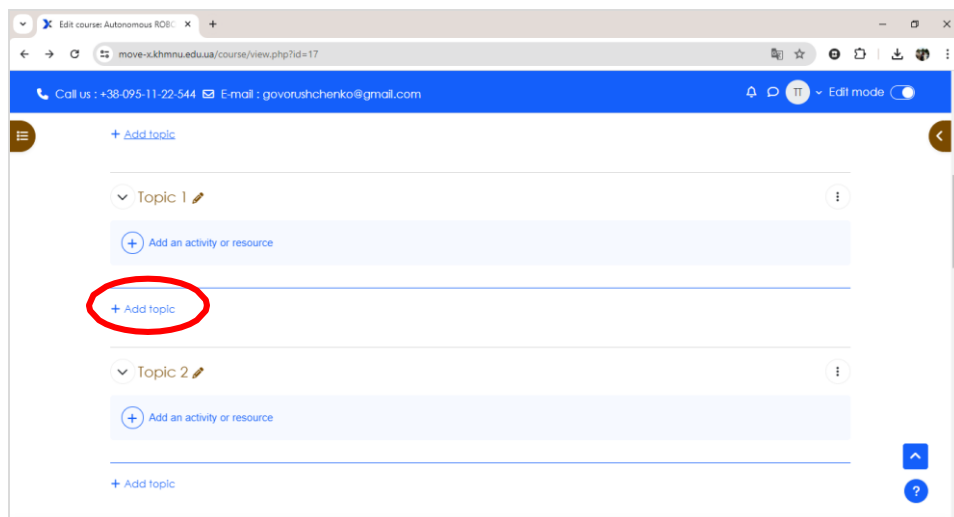 Edit course: Autonomous ROBC
move-x.khmnu.edu.ua/course/view.php?id=17
Call us : +38-095-11-22-544 E-mail : govorushchenko@gmail.com
П Edit mode
+ Add topic
Topic 1
Add an activity or resource
+ Add topic
Topic 2
Add an activity or resource
+ Add topic
?